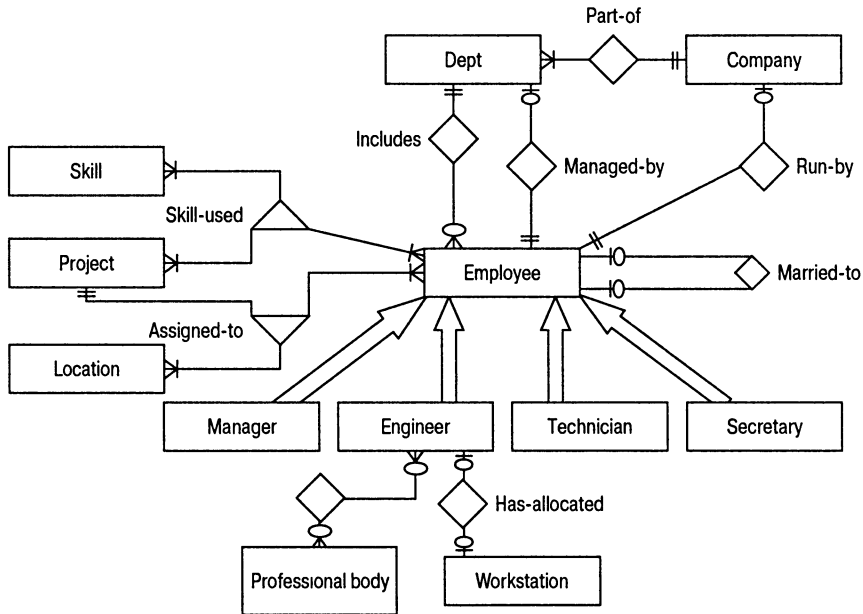 Part-of
Dept
Company
Includes
Managed-by
Run-by
Skill
Skill-used
Project
Employee
Married-to
Assigned-to
Location
Manager
Engineer
Technician
Secretary
Has-allocated
Professional body
Workstation